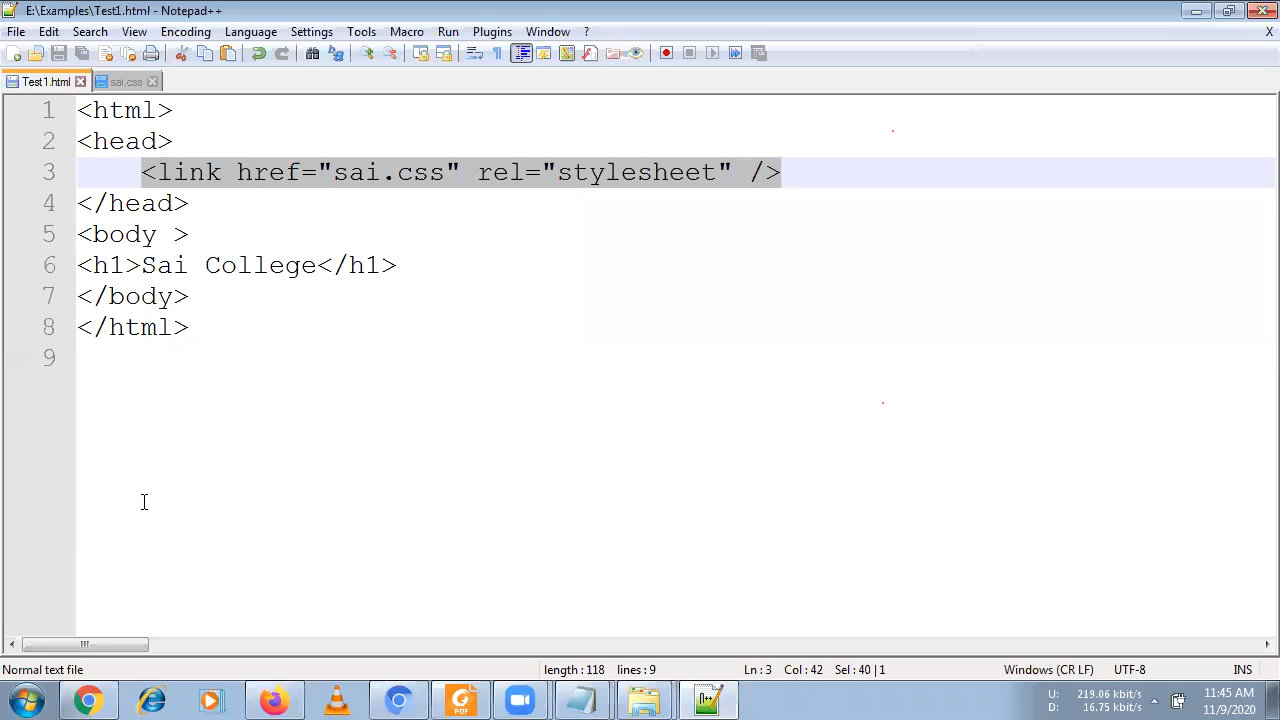 E:\Examples\Test1.html - Notepad++
File Edit Search View Encoding Language Settings Tools Macro Run Plugins Window ? X
Test1.html sai.css
1 <html>
2 <head>
3 <link href="sai.css" rel="stylesheet" />
4 </head>
5 <body >
6 <h1>Sai College</h1>
7 </body>
8 </html>
9
Normal text file length : 118 lines : 9 Ln : 3 Col : 42 Sel : 40 | 1 Windows (CR LF) UTF-8 INS
PDF
U: 219.06 kbit/s
D: 16.75 kbit/s
11:45 AM
11/9/2020